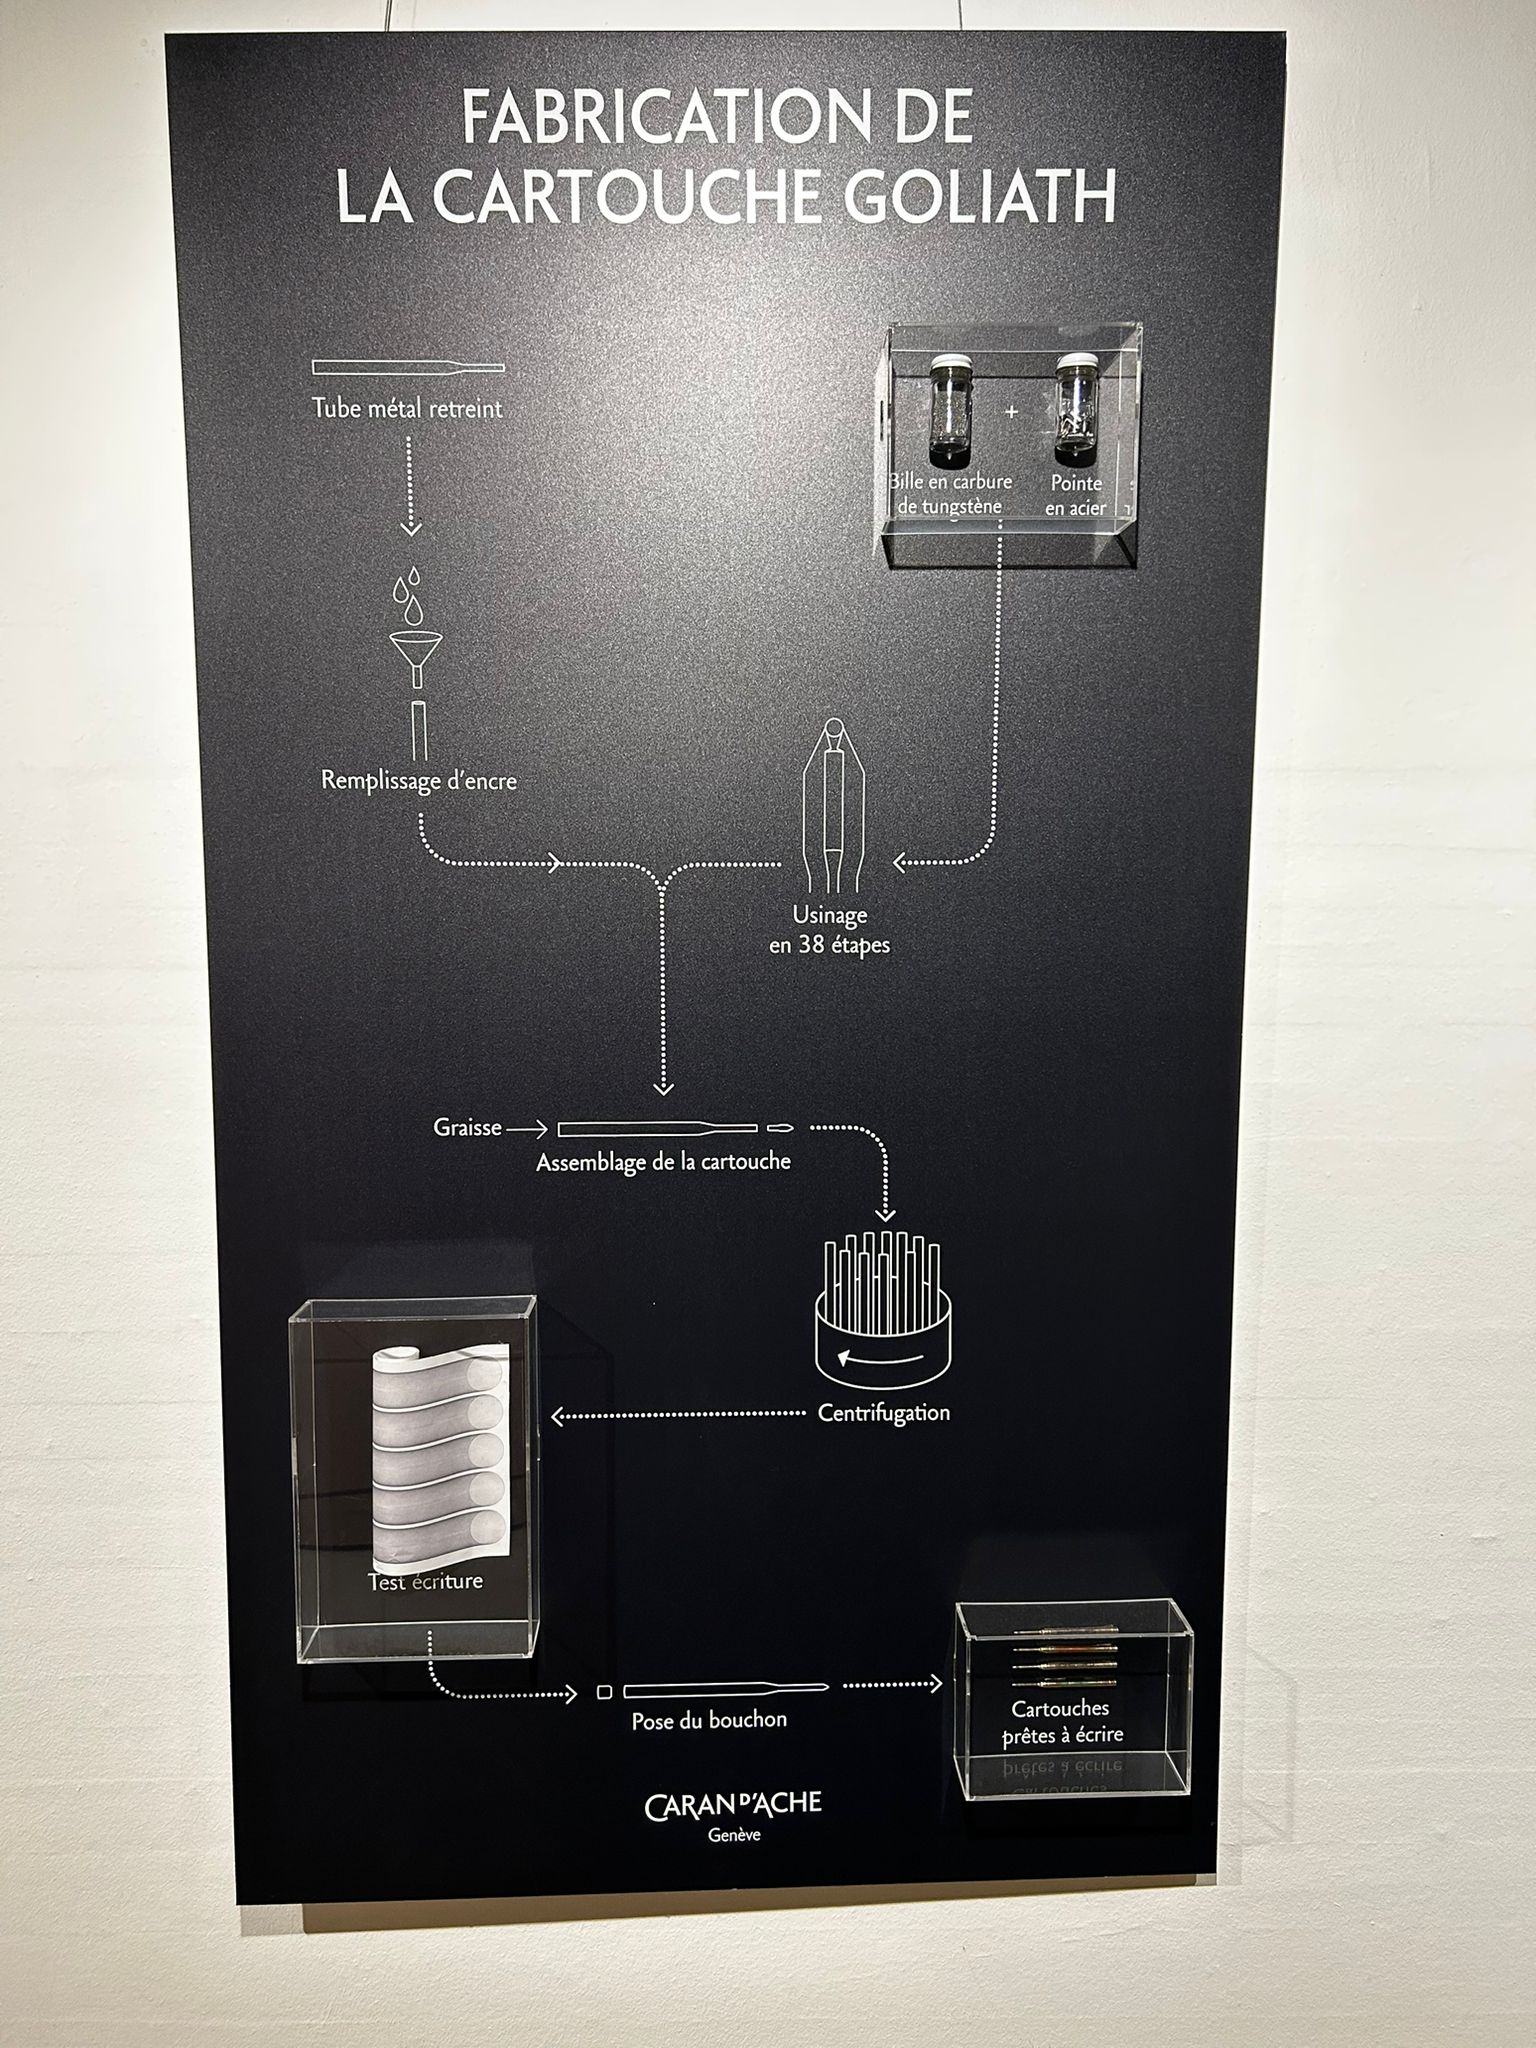 FABRICATION DE
LA CARTOUCHE GOLIATH
Tube métal retreint
+
Bille en carbure
de tungstène
Pointe
en acier
Remplissage d'encre
Usinage
en 38 étapes
Graisse
Assemblage de la cartouche
Centrifugation
Test écriture
Pose du bouchon
Cartouches
prêtes à écrire
CARAN D'ACHE
Genève